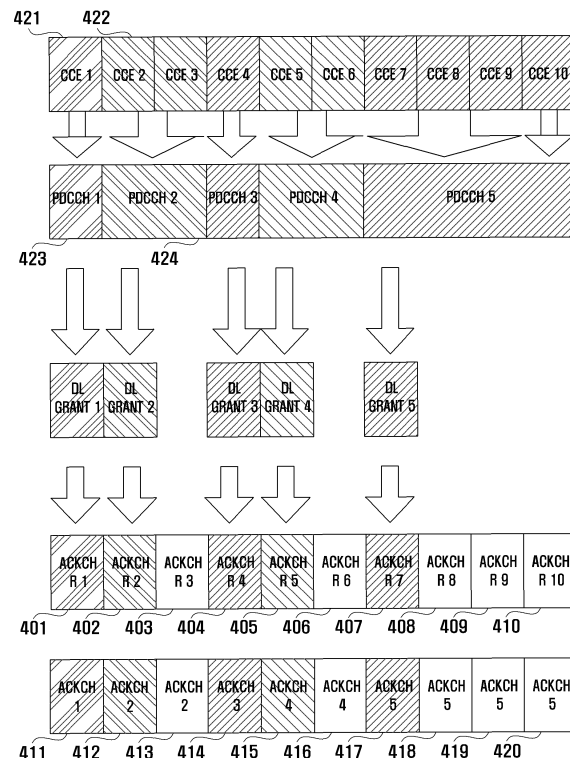 421 422
CCE 1 CCE 2 CCE 3 CCE 4 CCE 5 CCE 6 CCE 7 CCE 8 CCE 9 CCE 10
PDCCH 1 PDCCH 2 PDCCH 3 PDCCH 4 PDCCH 5
423 424
DL GRANT 1 DL GRANT 2 DL GRANT 3 DL GRANT 4 DL GRANT 5
ACKCH R 1 ACKCH R 2 ACKCH R 3 ACKCH R 4 ACKCH R 5 ACKCH R 6 ACKCH R 7 ACKCH R 8 ACKCH R 9 ACKCH R 10
401 402 403 404 405 406 407 408 409 410
ACKCH 1 ACKCH 2 ACKCH 2 ACKCH 3 ACKCH 4 ACKCH 4 ACKCH 5 ACKCH 5 ACKCH 5 ACKCH 5
411 412 413 414 415 416 417 418 419 420